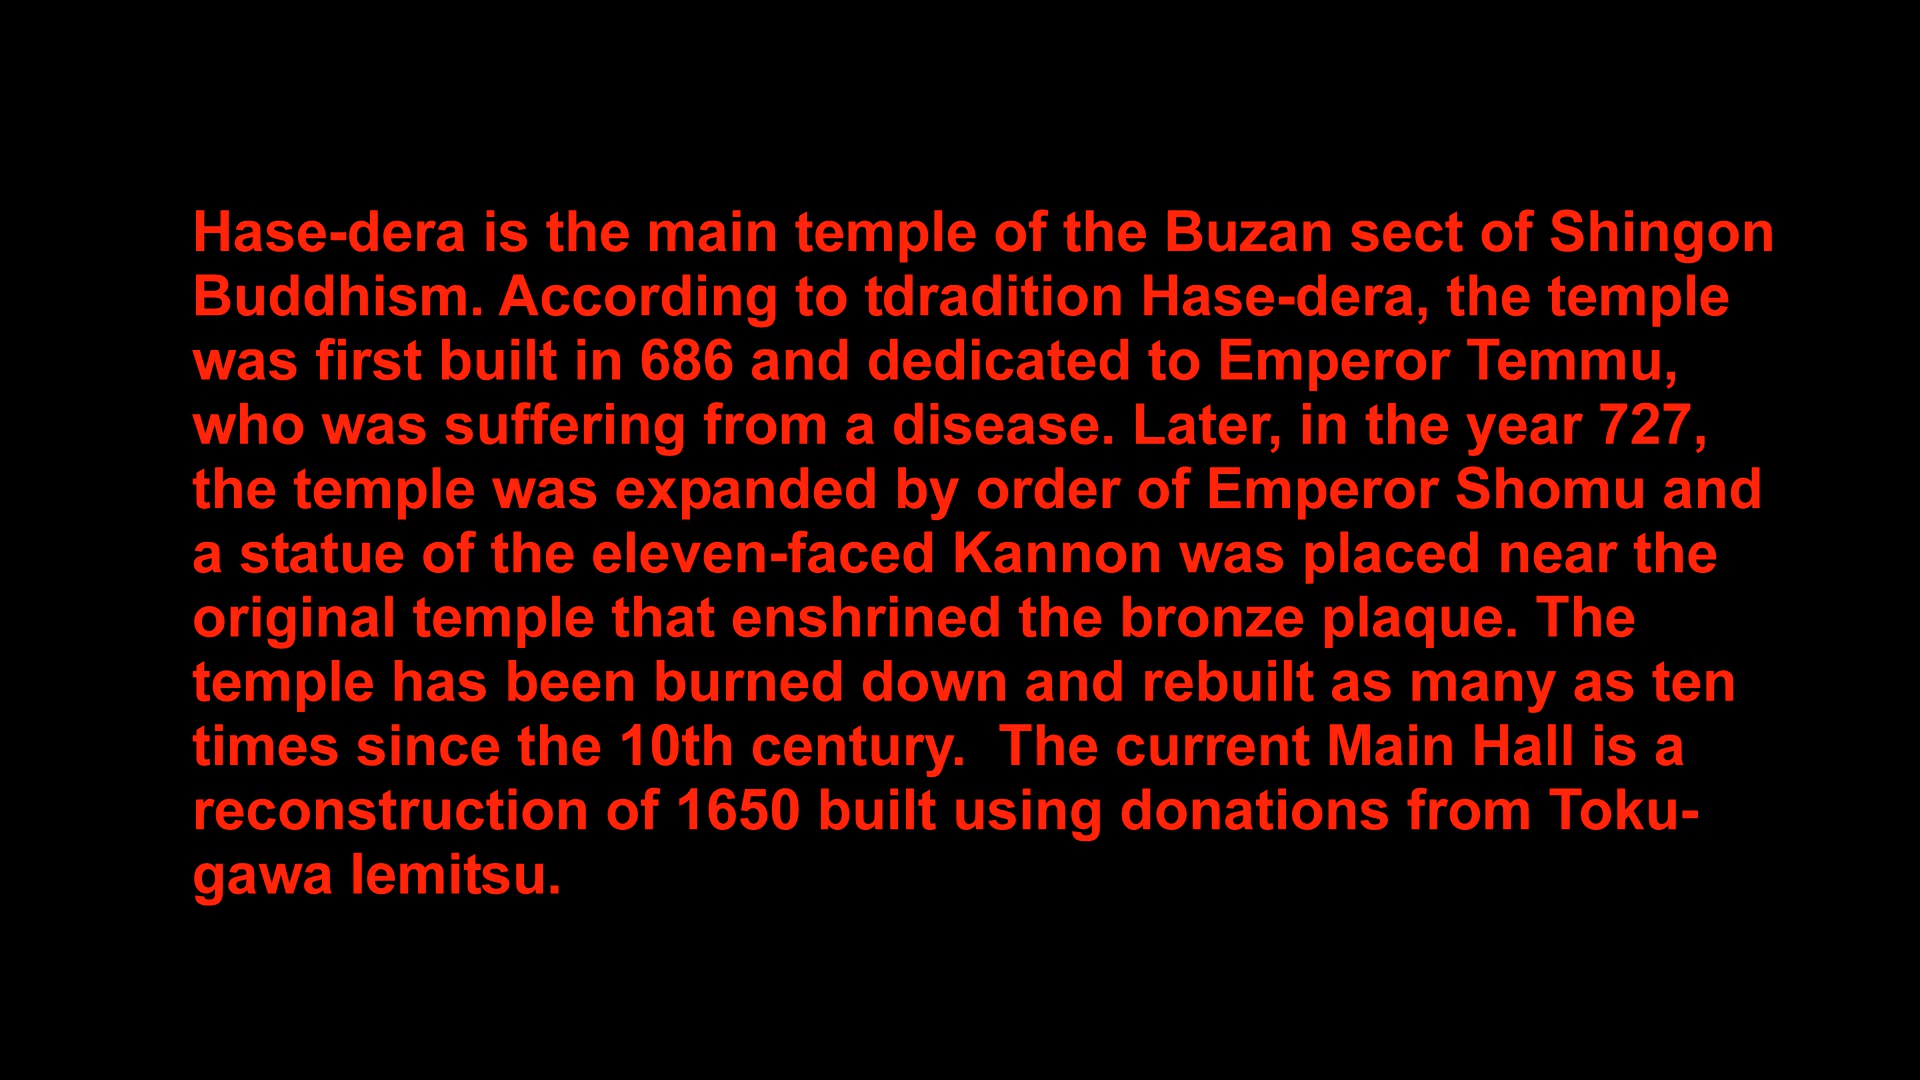 Hase-dera is the main temple of the Buzan sect of Shingon
Buddhism. According to tdradition Hase-dera, the temple
was first built in 686 and dedicated to Emperor Temmu,
who was suffering from a disease. Later, in the year 727,
the temple was expanded by order of Emperor Shomu and
a statue of the eleven-faced Kannon was placed near the
original temple that enshrined the bronze plaque. The
temple has been burned down and rebuilt as many as ten
times since the 10th century.  The current Main Hall is a
reconstruction of 1650 built using donations from Toku-
gawa Iemitsu.